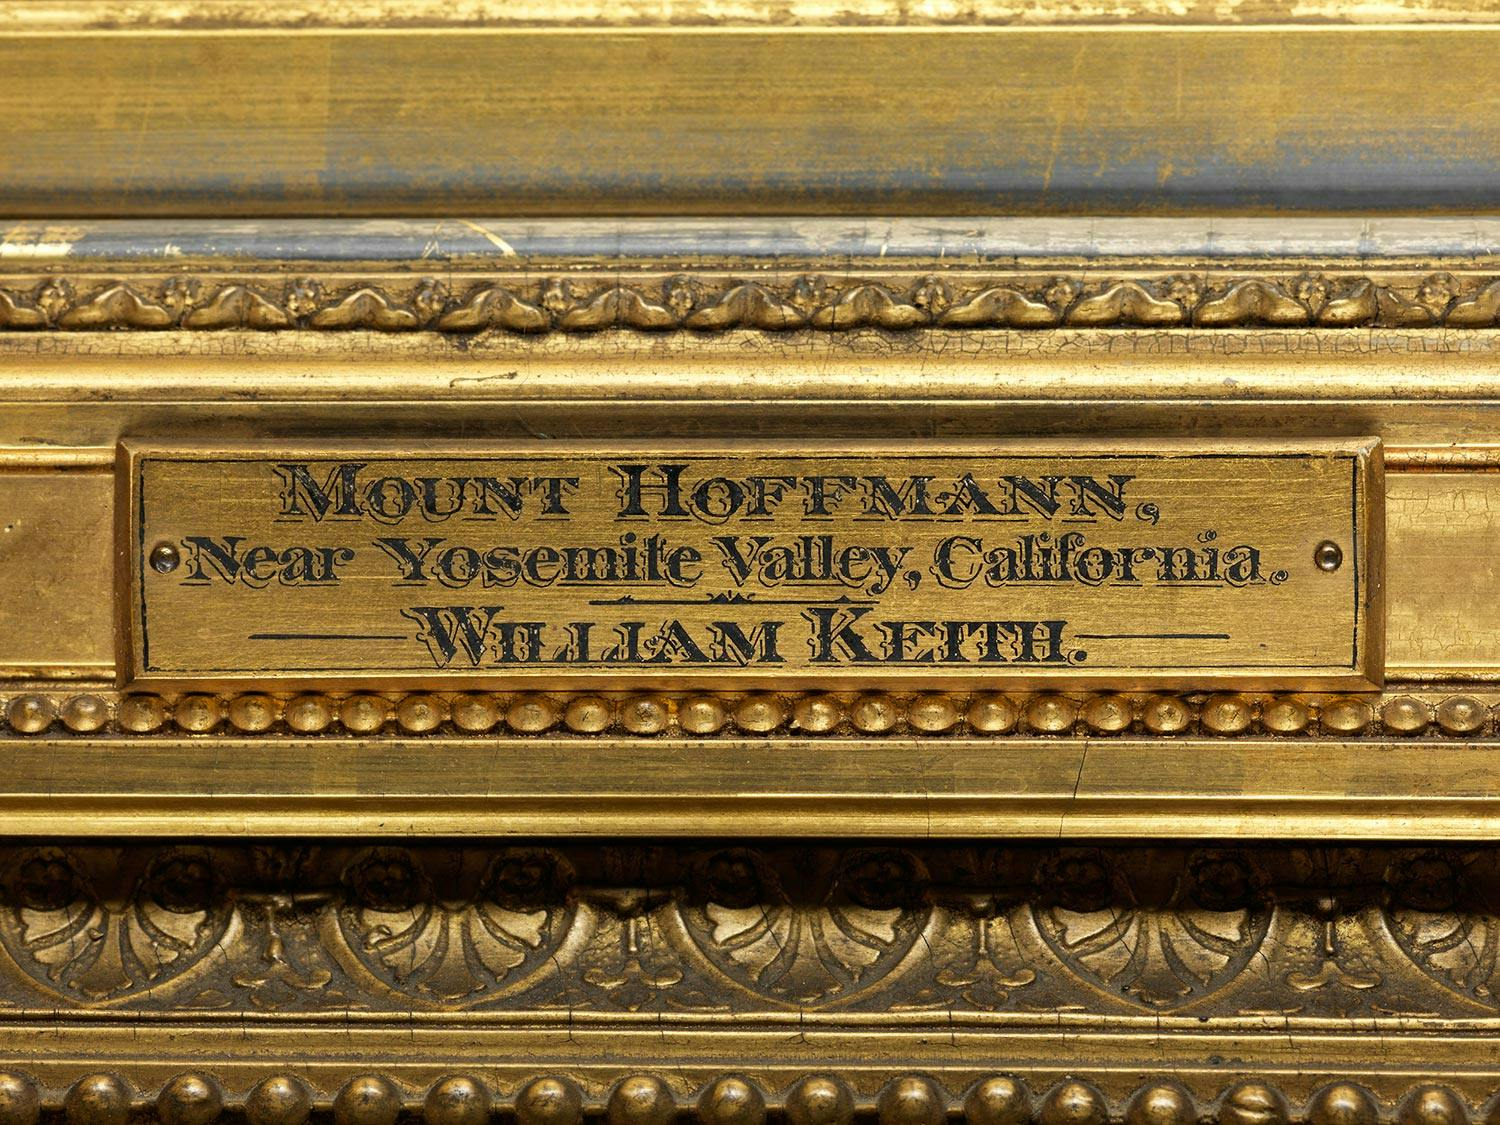 MOUNT HOFFMANN,
Near Yosemite Valley, California.
WILLIAM KEITH.